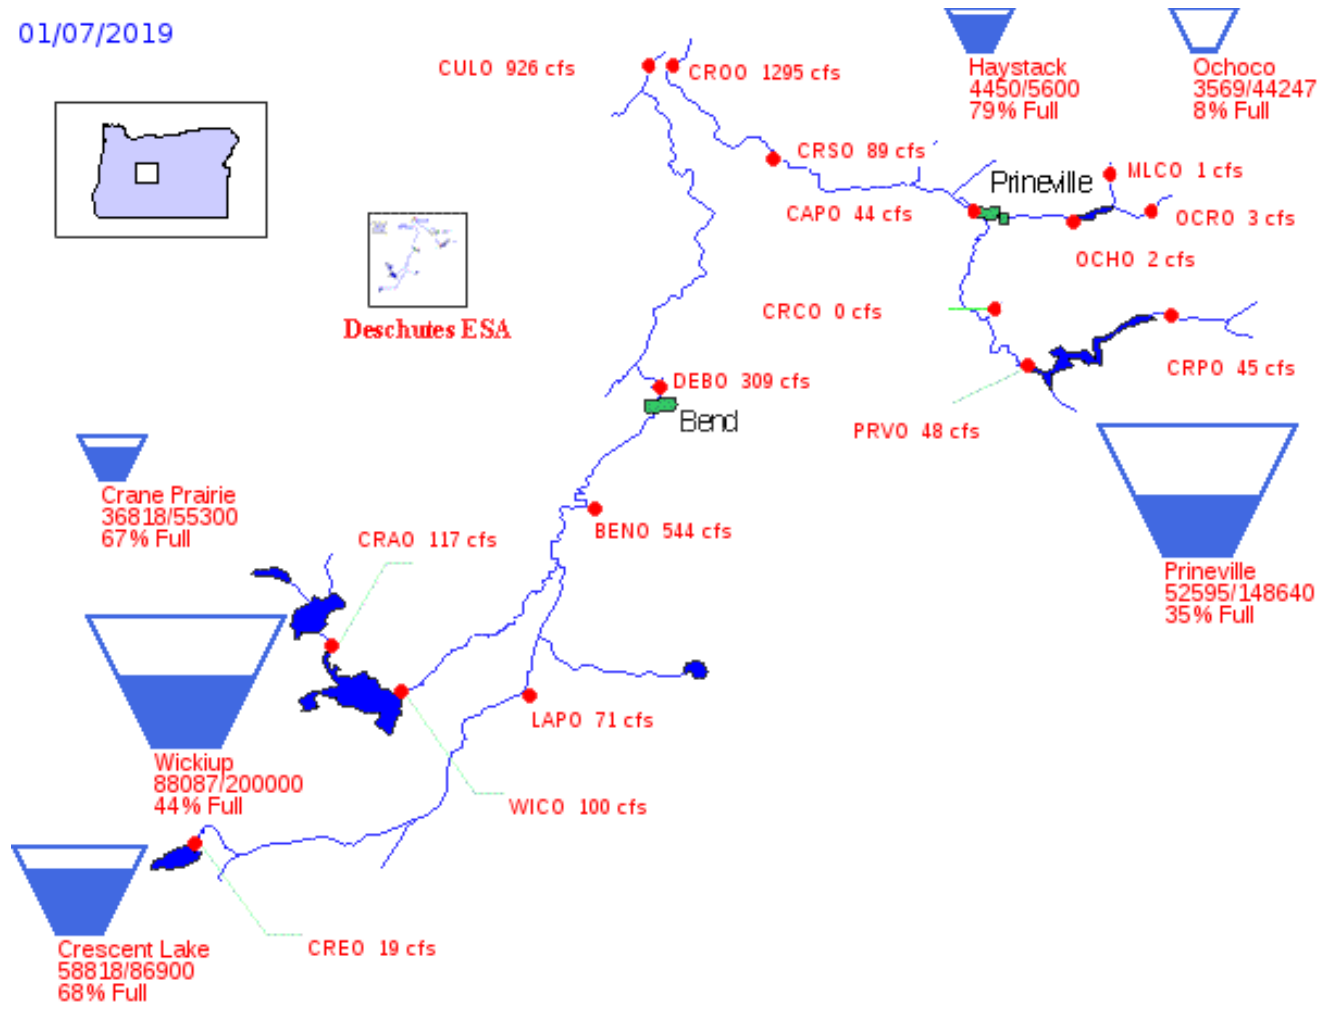 01/07/2019
Haystack
4450/5600
79% Full
Ochoco
3569/44247
8% Full
CULO 926 cfs
CROO 1295 cfs
CRSO 89 cfs
Prineville
MLCO 1 cfs
CAPO 44 cfs
OCRO 3 cfs
OCHO 2 cfs
CRCO 0 cfs
Deschutes ESA
CRPO 45 cfs
DEBO 309 cfs
Bend
PRVO 48 cfs
Crane Prairie
36818/55300
67% Full
CRAO 117 cfs
BENO 544 cfs
Prineville
52595/148640
35% Full
LAPO 71 cfs
Wickiup
88087/200000
44% Full
WICO 100 cfs
CREO 19 cfs
Crescent Lake
58818/86900
68% Full